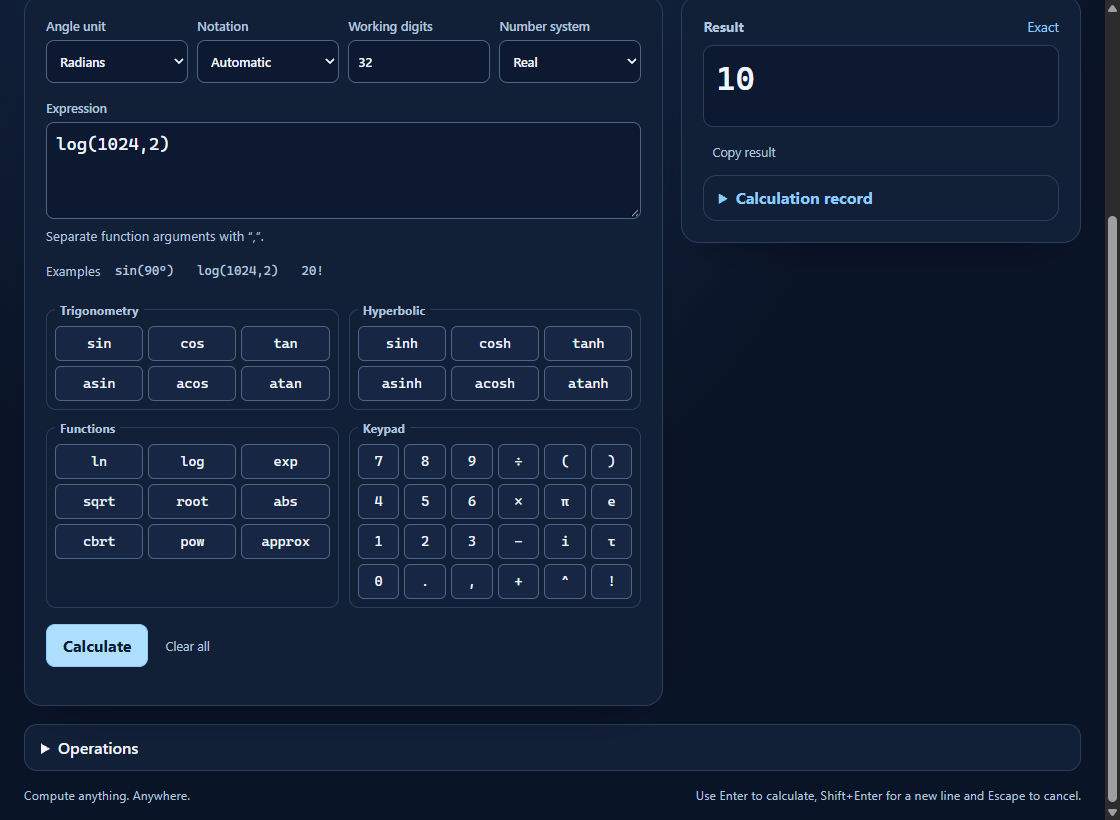 Angle unit Notation Working digits Number system
Radians Automatic 32 Real
Expression
log(1024,2)
Separate function arguments with “,”.
Examples sin(90°) log(1024,2) 20!
Trigonometry
sin cos tan
asin acos atan
Hyperbolic
sinh cosh tanh
asinh acosh atanh
Functions
ln log exp
sqrt root abs
cbrt pow approx
Keypad
7 8 9 ÷ ( )
4 5 6 × π e
1 2 3 − i τ
0 . , + ^ !
Calculate Clear all
Result Exact
10
Copy result
Calculation record
Operations
Compute anything. Anywhere.
Use Enter to calculate, Shift+Enter for a new line and Escape to cancel.